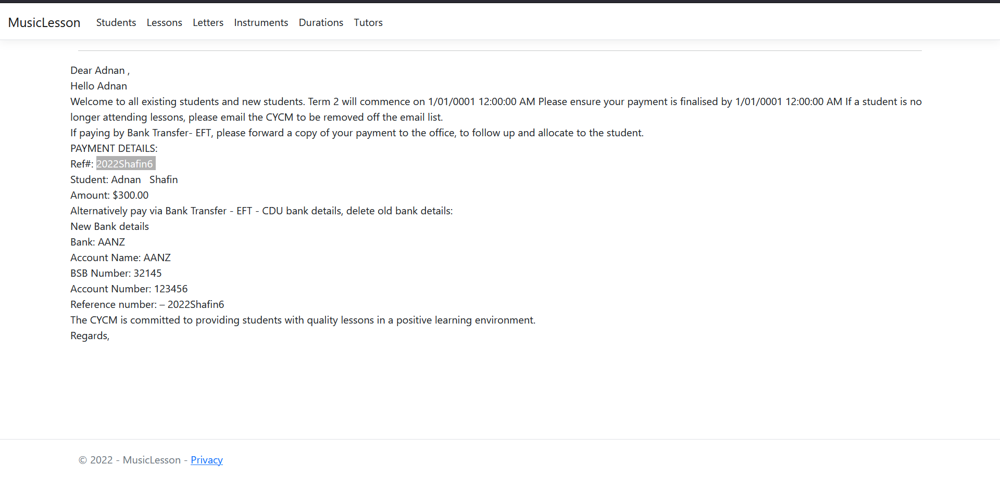 MusicLesson Students Lessons Letters Instruments Durations Tutors
Dear Adnan ,
Hello Adnan
Welcome to all existing students and new students. Term 2 will commence on 1/01/0001 12:00:00 AM Please ensure your payment is finalised by 1/01/0001 12:00:00 AM If a student is no
longer attending lessons, please email the CYCM to be removed off the email list.
If paying by Bank Transfer- EFT, please forward a copy of your payment to the office, to follow up and allocate to the student.
PAYMENT DETAILS:
Ref#: 2022Shafin6
Student: Adnan Shafin
Amount: $300.00
Alternatively pay via Bank Transfer - EFT - CDU bank details, delete old bank details:
New Bank details
Bank: AANZ
Account Name: AANZ
BSB Number: 32145
Account Number: 123456
Reference number: – 2022Shafin6
The CYCM is committed to providing students with quality lessons in a positive learning environment.
Regards,
© 2022 - MusicLesson - Privacy